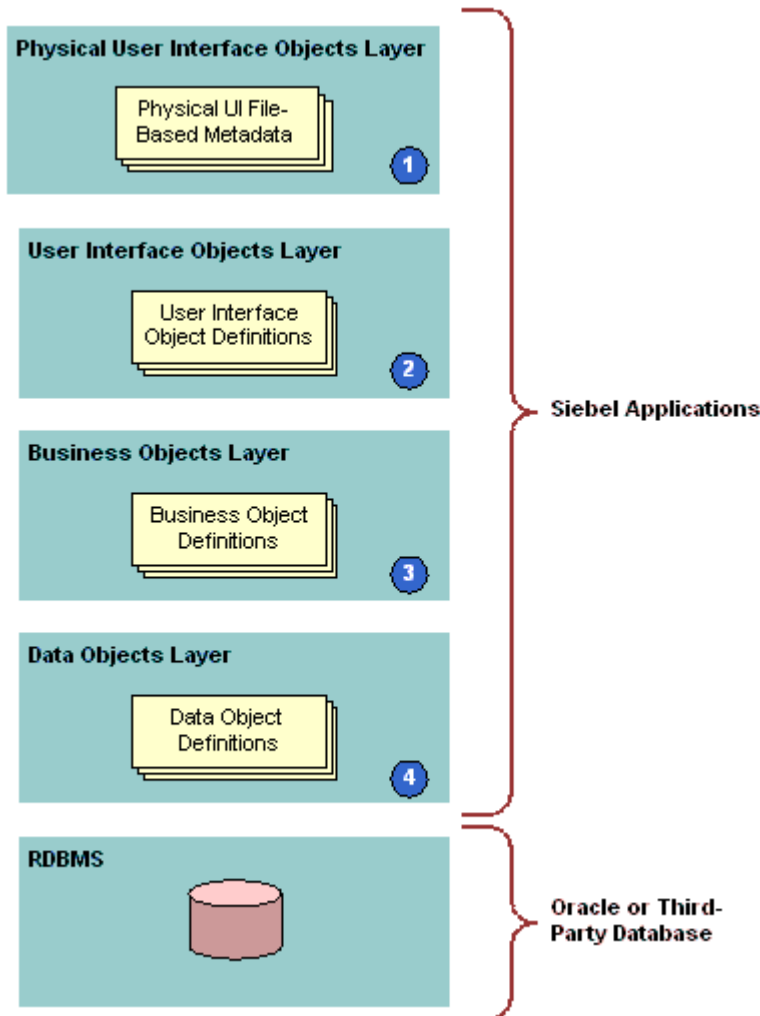 Physical User Interface Objects Layer
Physical UI File-
Based Metadata
1
User Interface Objects Layer
User Interface
Object Definitions
2
Siebel Applications
Business Objects Layer
Business Object
Definitions
3
Data Objects Layer
Data Object
Definitions
4
RDBMS
Oracle or Third-
Party Database